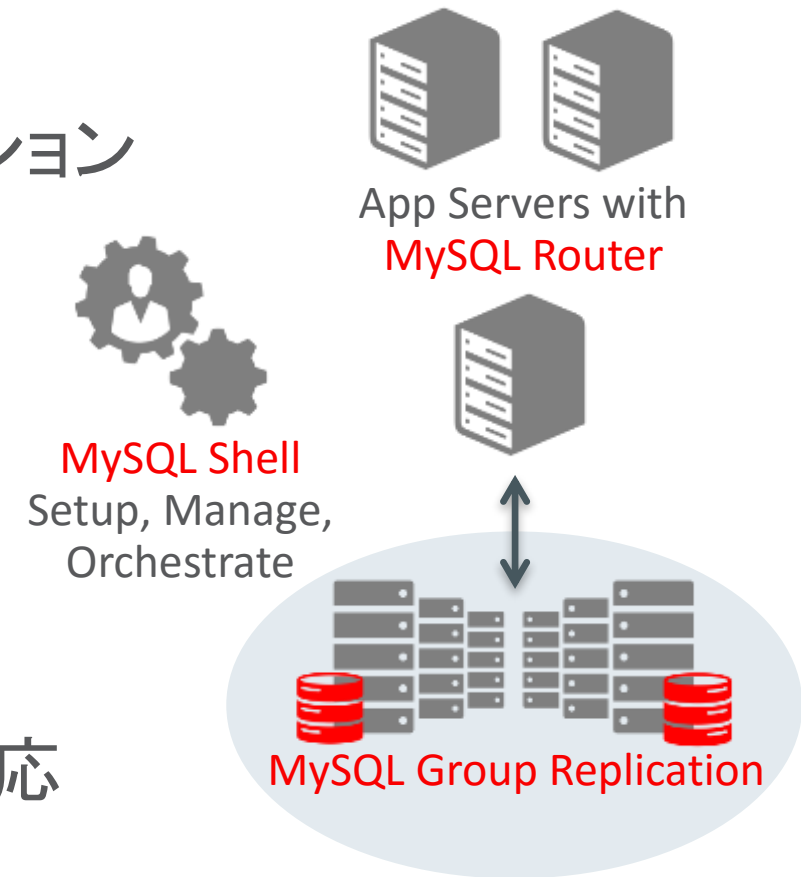 ション
App Servers with
MySQL Router
MySQL Shell
Setup, Manage,
Orchestrate
応
MySQL Group Replication